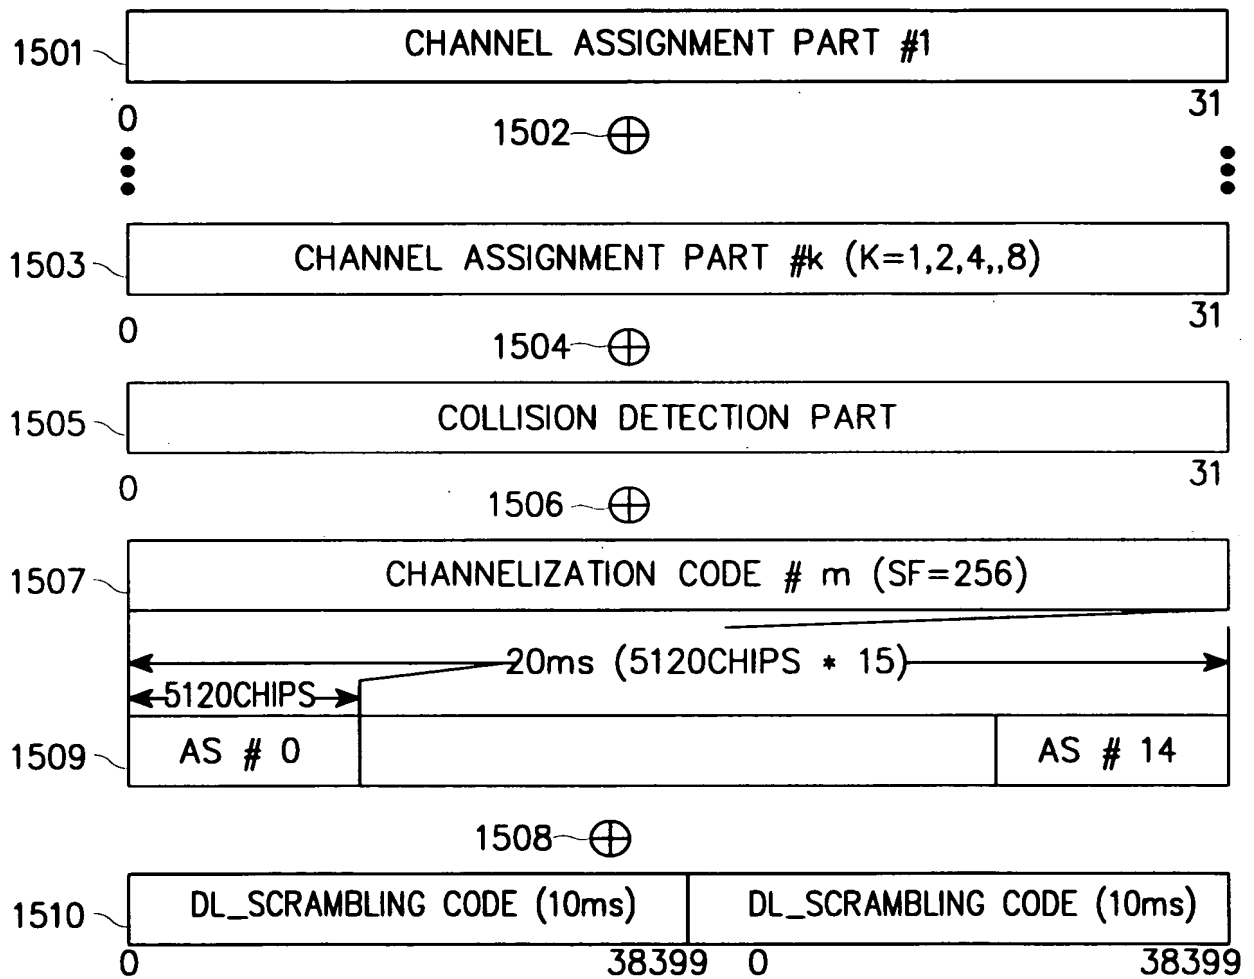 1501 CHANNEL ASSIGNMENT PART #1
0 31
1502
1503 CHANNEL ASSIGNMENT PART #k (K=1,2,4,,8)
0 31
1504
1505 COLLISION DETECTION PART
0 31
1506
1507 CHANNELIZATION CODE # m (SF=256)
20ms (5120CHIPS * 15)
5120CHIPS
1509 AS # 0 AS # 14
1508
1510 DL_SCRAMBLING CODE (10ms) DL_SCRAMBLING CODE (10ms)
0 38399 0 38399